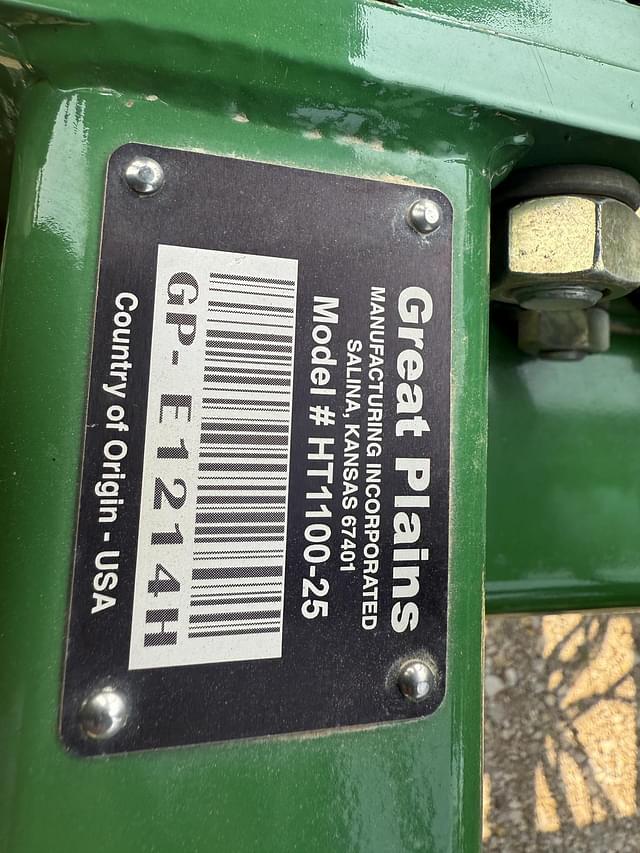 Great Plains
MANUFACTURING INCORPORATED
SALINA, KANSAS 67401
Model # HT1100-25
GP- E1214H
Country of Origin - USA